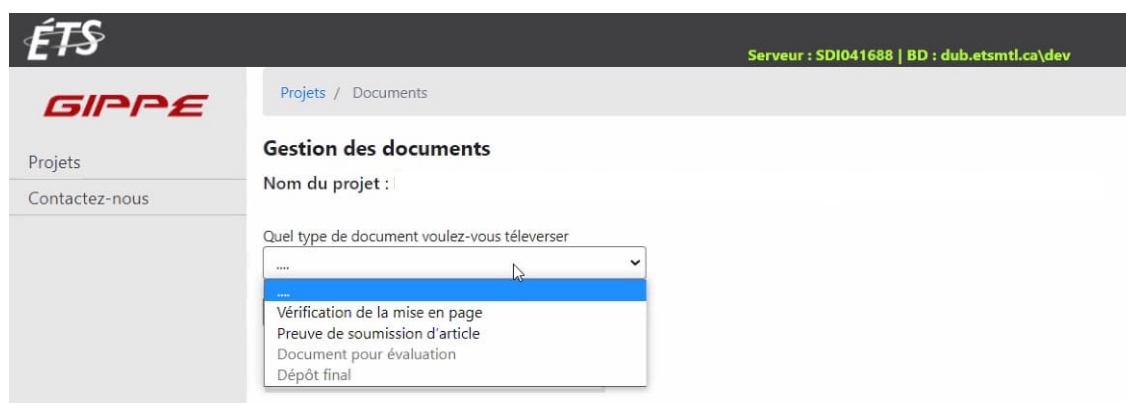 ÉTS
Serveur : SDI041688 | BD : dub.etsmtl.ca\dev
GIPPE
Projets / Documents
Projets
Contactez-nous
Gestion des documents
Nom du projet :
Quel type de document voulez-vous téleverser
....
....
Vérification de la mise en page
Preuve de soumission d'article
Document pour évaluation
Dépôt final